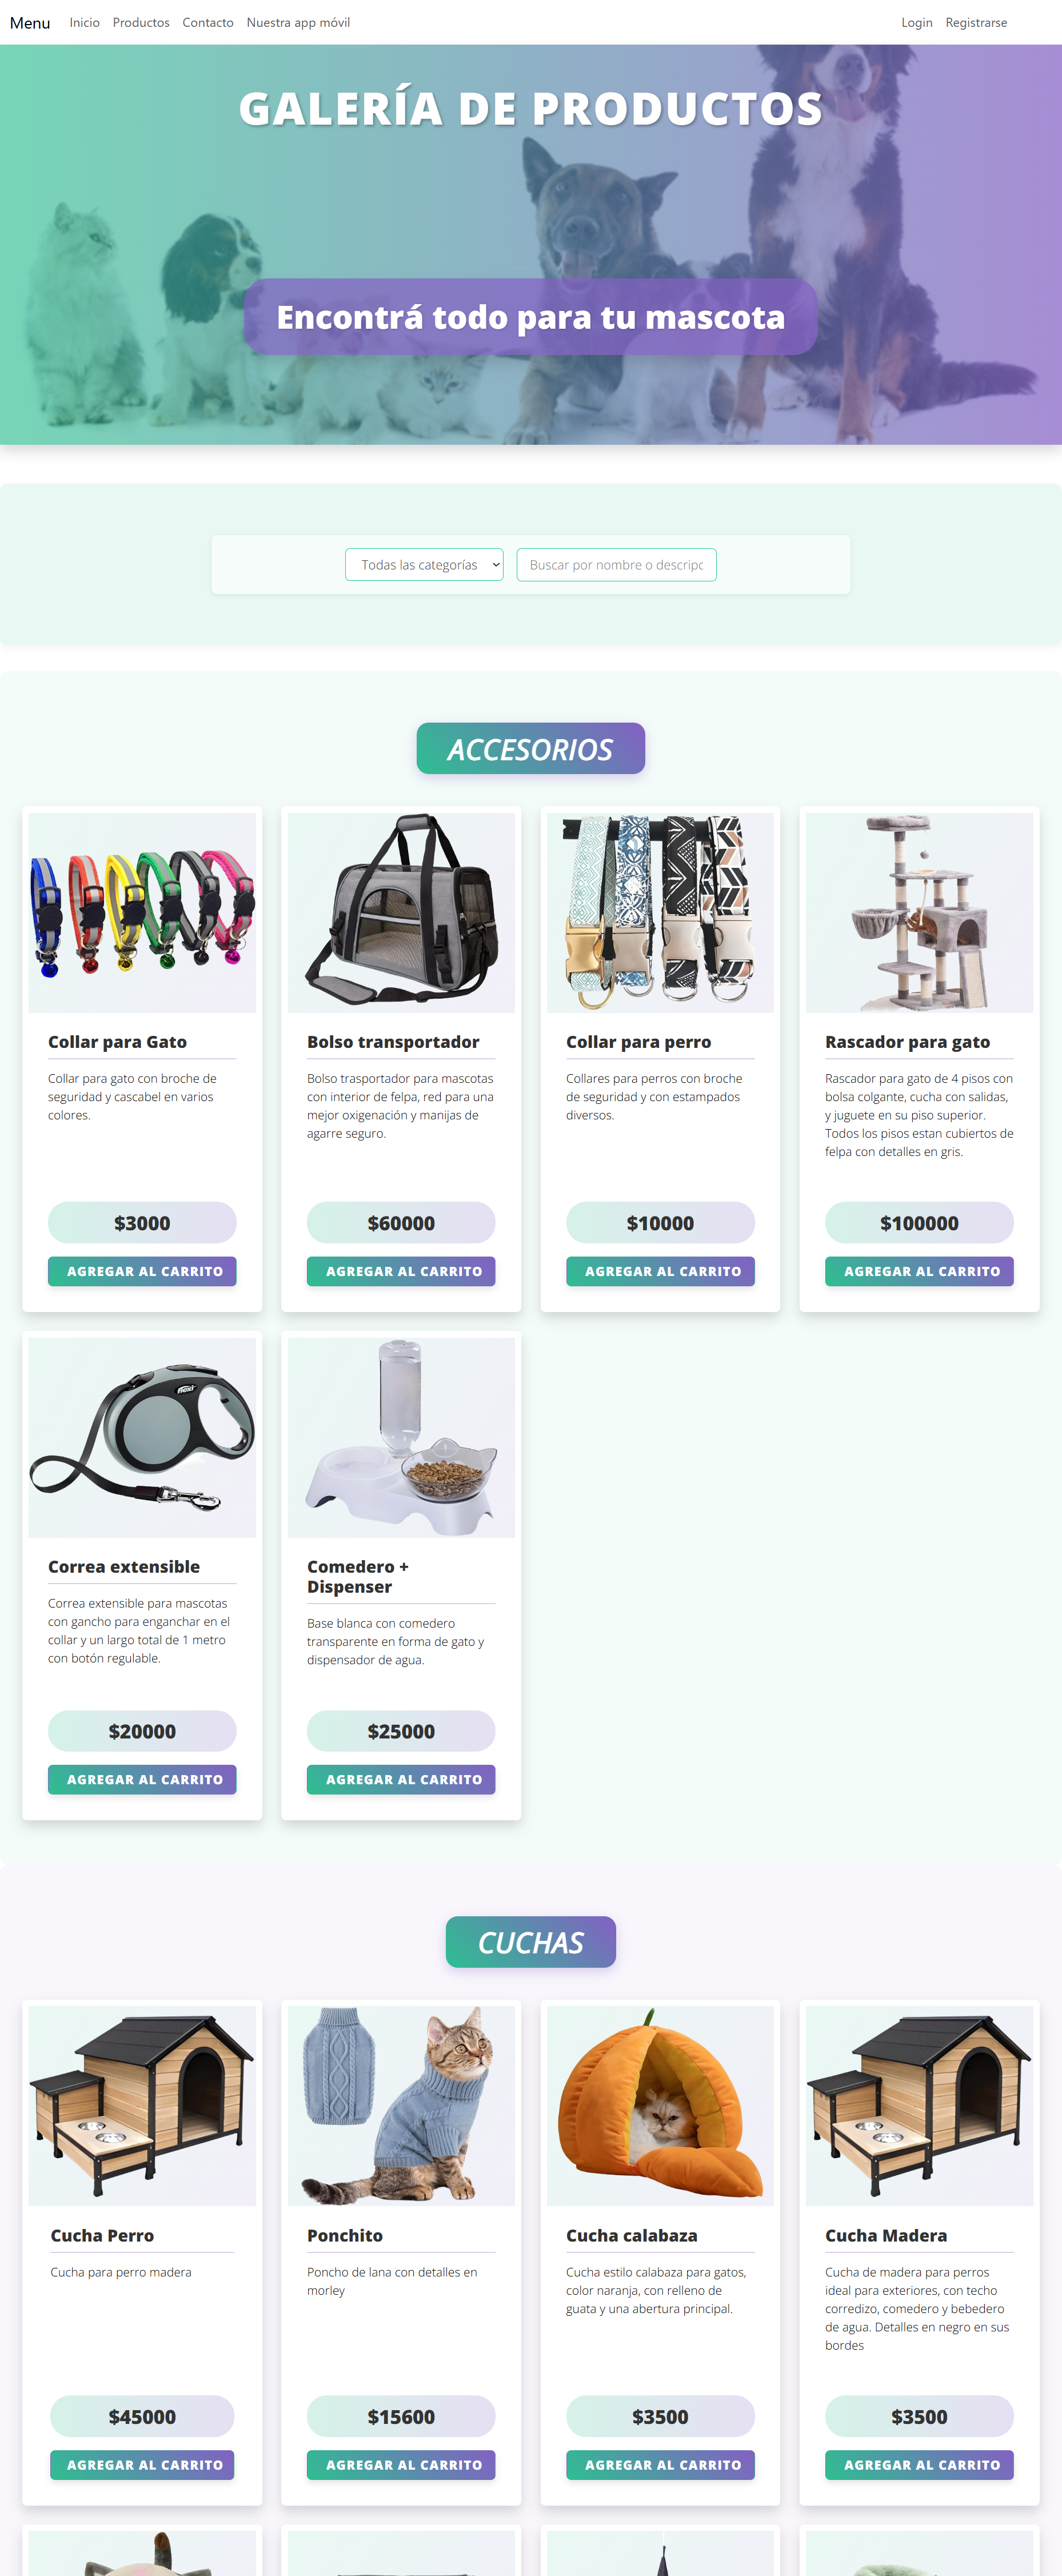 Menu Inicio Productos Contacto Nuestra app móvil Login Registrarse
GALERÍA DE PRODUCTOS
Encontrá todo para tu mascota
Todas las categorías Buscar por nombre o descripc
ACCESORIOS
Collar para Gato
Collar para gato con broche de
seguridad y cascabel en varios
colores.
$3000
AGREGAR AL CARRITO
Bolso transportador
Bolso trasportador para mascotas
con interior de felpa, red para una
mejor oxigenación y manijas de
agarre seguro.
$60000
AGREGAR AL CARRITO
Collar para perro
Collares para perros con broche
de seguridad y con estampados
diversos.
$10000
AGREGAR AL CARRITO
Rascador para gato
Rascador para gato de 4 pisos con
bolsa colgante, cucha con salidas,
y juguete en su piso superior.
Todos los pisos estan cubiertos de
felpa con detalles en gris.
$100000
AGREGAR AL CARRITO
flexi
Correa extensible
Correa extensible para mascotas
con gancho para enganchar en el
collar y un largo total de 1 metro
con botón regulable.
$20000
AGREGAR AL CARRITO
Comedero +
Dispenser
Base blanca con comedero
transparente en forma de gato y
dispensador de agua.
$25000
AGREGAR AL CARRITO
CUCHAS
Cucha Perro
Cucha para perro madera
$45000
AGREGAR AL CARRITO
Ponchito
Poncho de lana con detalles en
morley
$15600
AGREGAR AL CARRITO
Cucha calabaza
Cucha estilo calabaza para gatos,
color naranja, con relleno de
guata y una abertura principal.
$3500
AGREGAR AL CARRITO
Cucha Madera
Cucha de madera para perros
ideal para exteriores, con techo
corredizo, comedero y bebedero
de agua. Detalles en negro en sus
bordes
$3500
AGREGAR AL CARRITO